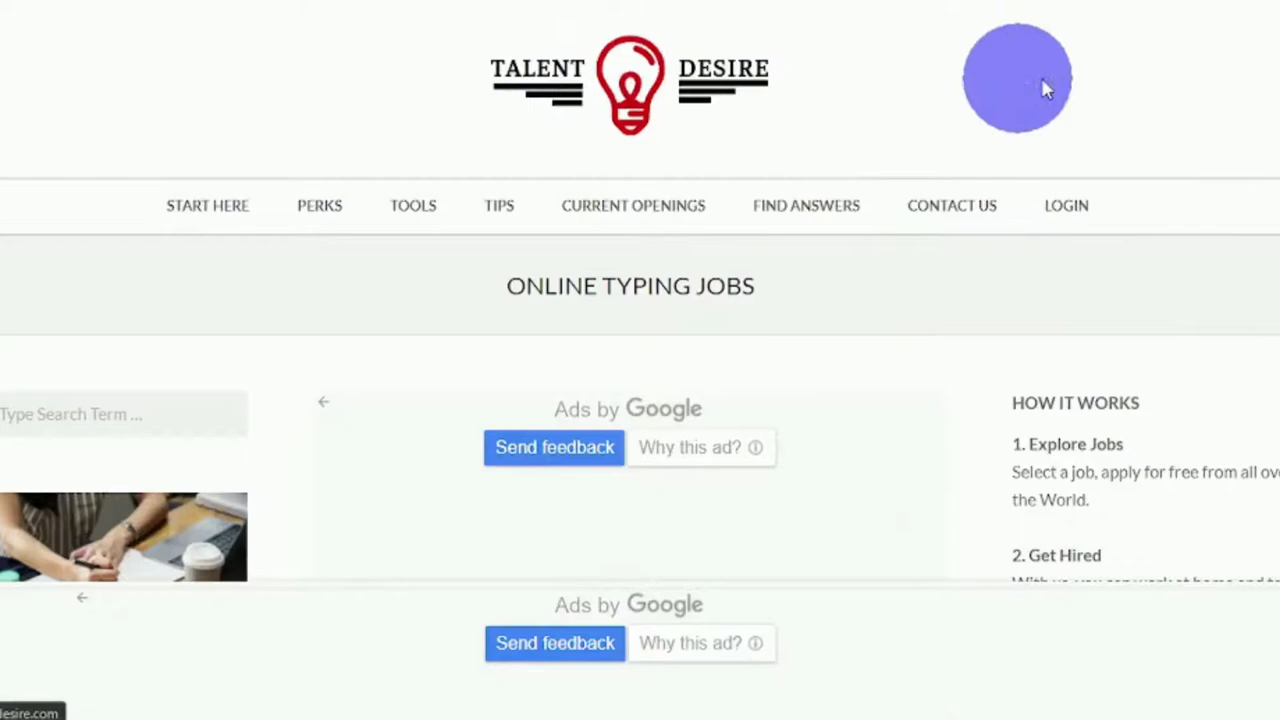 TALENT DESIRE
START HERE PERKS TOOLS TIPS CURRENT OPENINGS FIND ANSWERS CONTACT US LOGIN
ONLINE TYPING JOBS
Type Search Term ...
Ads by Google
Send feedback Why this ad?
HOW IT WORKS
1. Explore Jobs
Select a job, apply for free from all ov
the World.
2. Get Hired
Ads by Google
Send feedback Why this ad?
desire.com